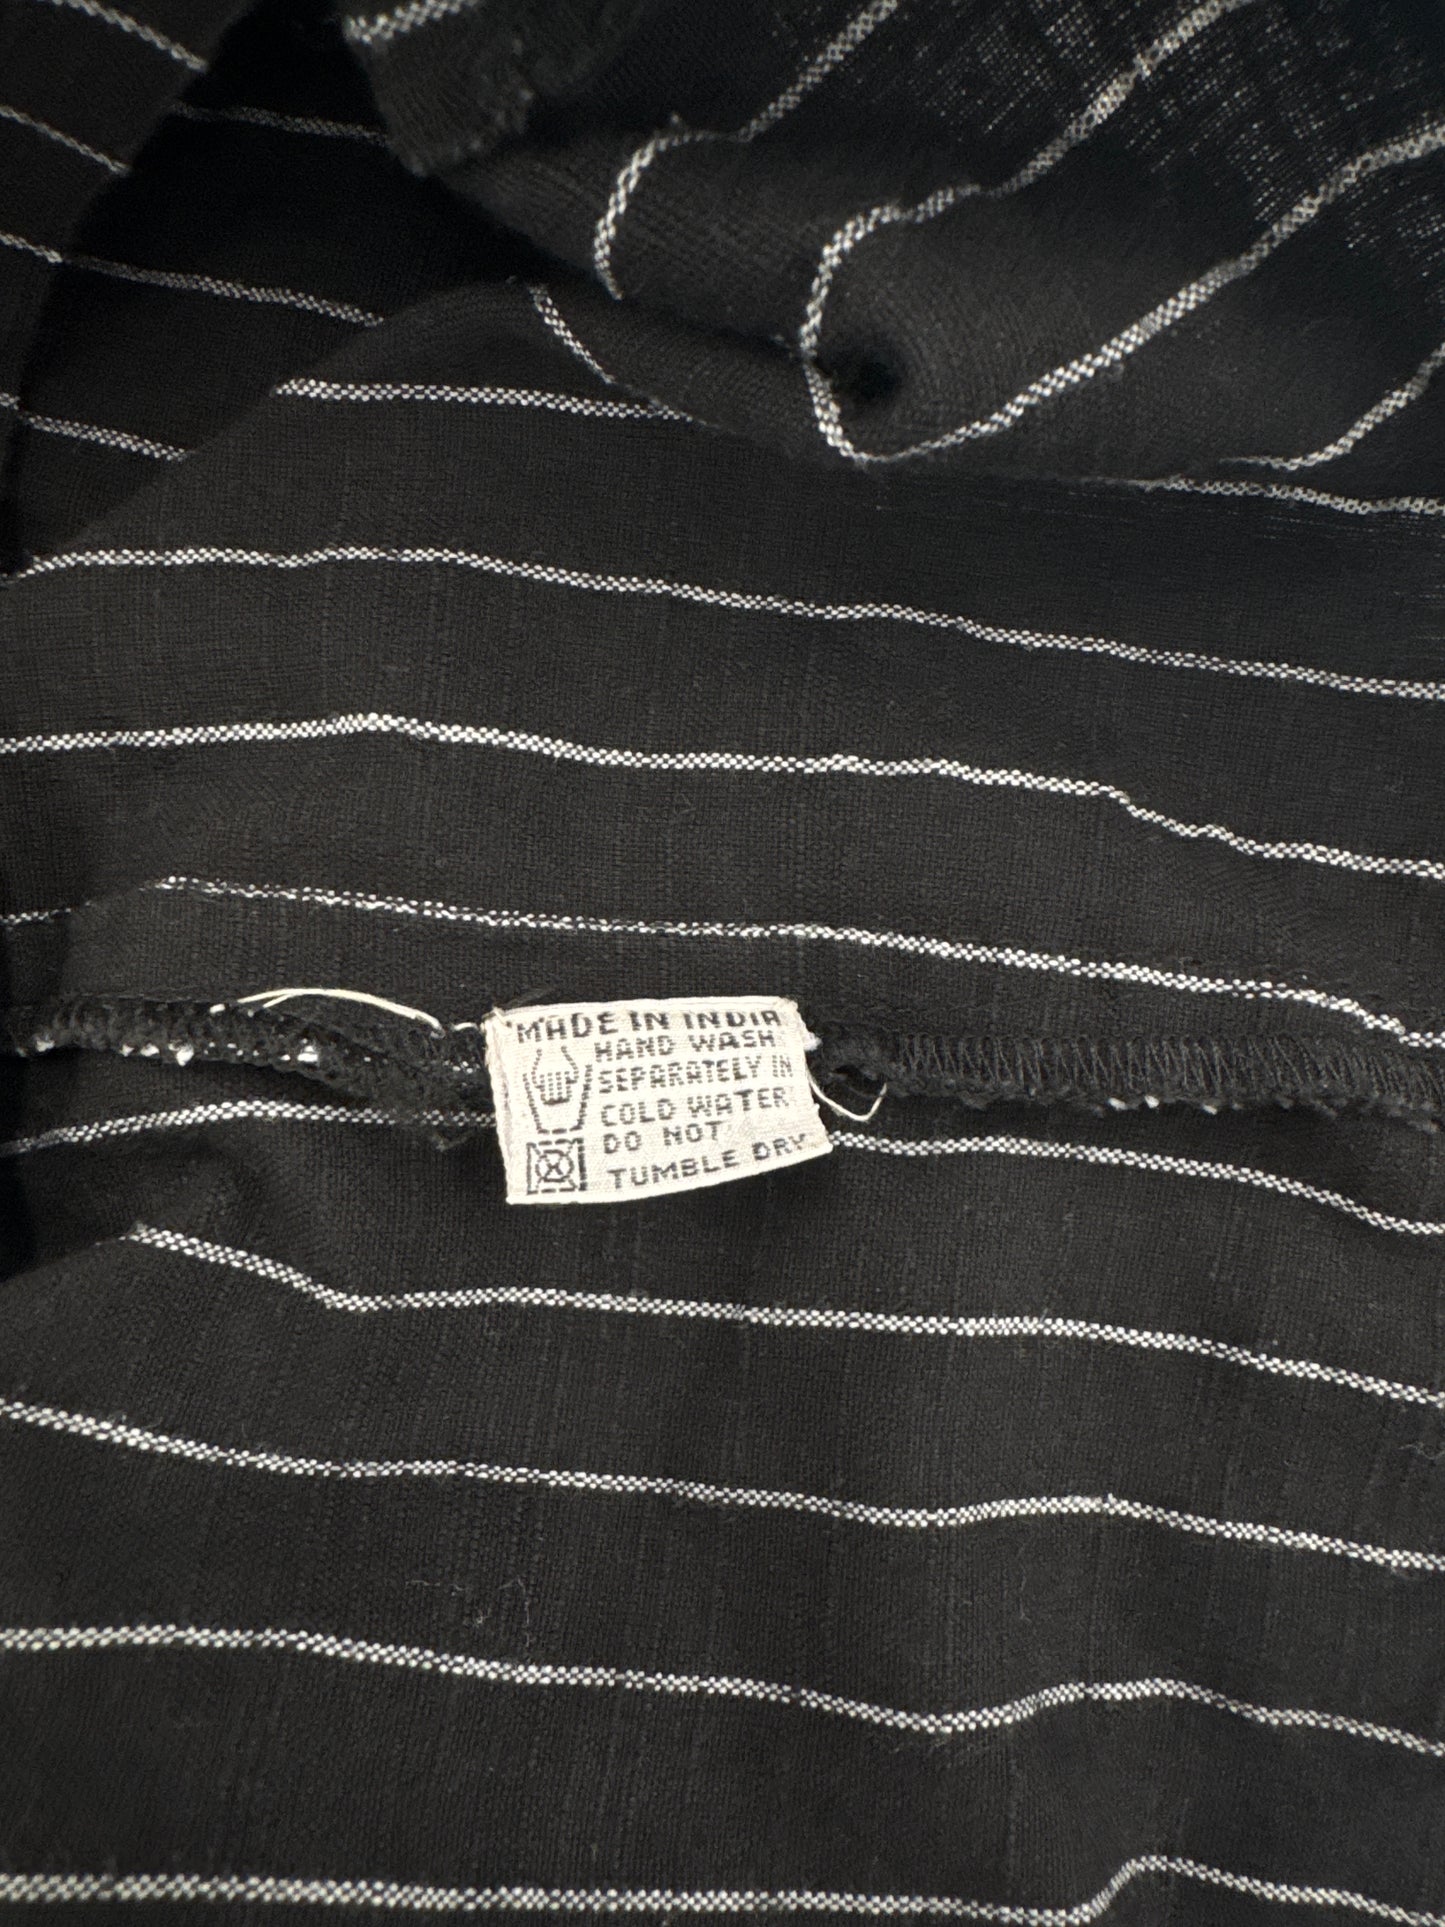 MADE IN INDIA
HAND WASH
SEPARATELY IN
COLD WATER
DO NOT
TUMBLE DRY